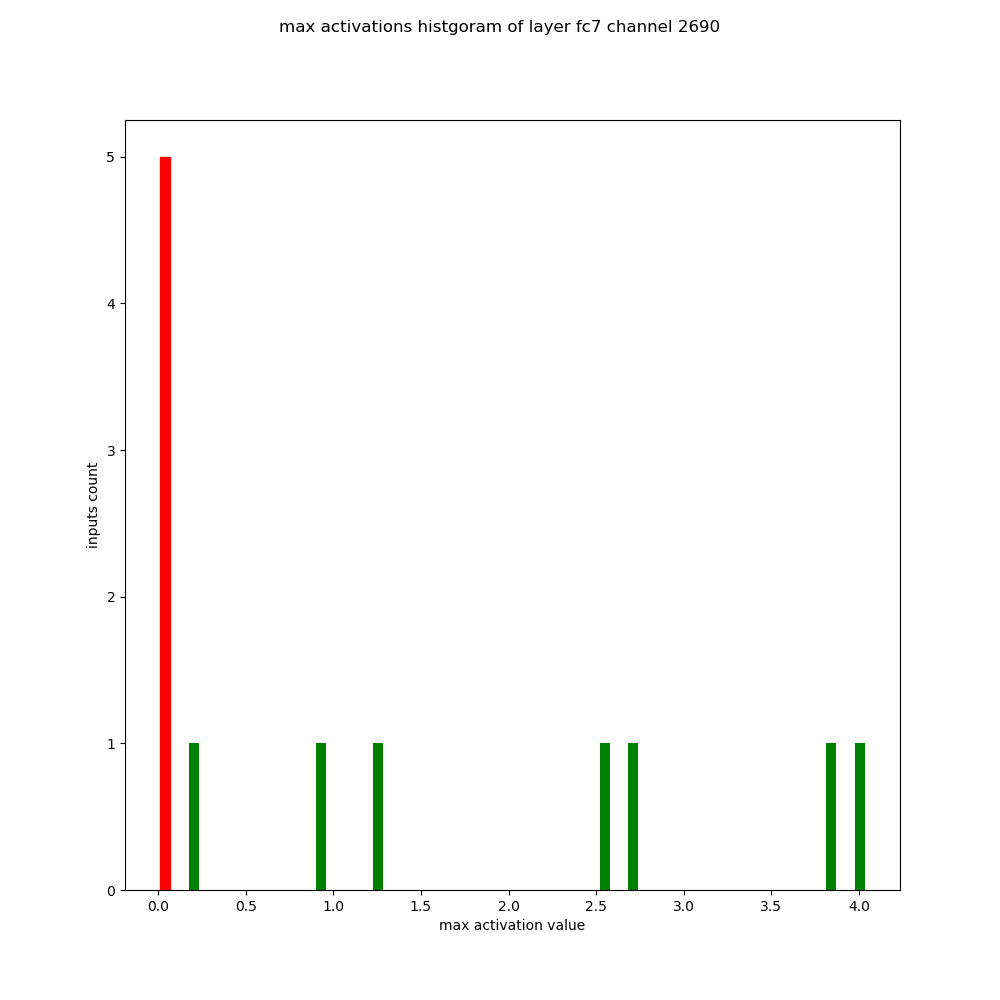 max activations histgoram of layer fc7 channel 2690
5
4
3
2
1
0
inputs count
0.0 0.5 1.0 1.5 2.0 2.5 3.0 3.5 4.0
max activation value